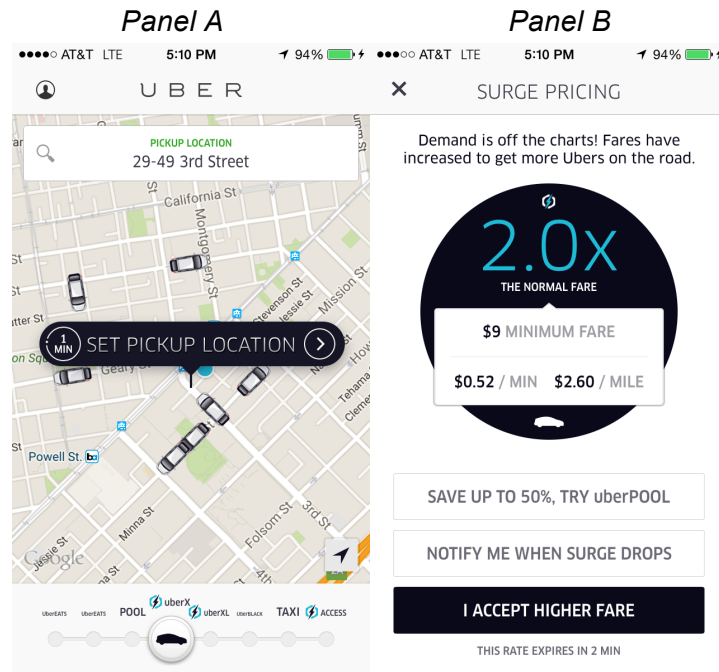 Panel A
AT&T LTE 5:10 PM 94%
UBER
PICKUP LOCATION
29-49 3rd Street
California St
Montgomery St
St
St
Stevenson St
Jessie St
Mission St
1 MIN SET PICKUP LOCATION
Geary
Tehama
St
Powell St.
Minna St
Jessie St
Folsom St
3rd St
4th
Google
uberEATS uberEATS POOL uberX uberXL uberBLACK TAXI ACCESS
Panel B
AT&T LTE 5:10 PM 94%
SURGE PRICING
Demand is off the charts! Fares have
increased to get more Ubers on the road.
2.0x
THE NORMAL FARE
$9 MINIMUM FARE
$0.52 / MIN $2.60 / MILE
SAVE UP TO 50%, TRY uberPOOL
NOTIFY ME WHEN SURGE DROPS
I ACCEPT HIGHER FARE
THIS RATE EXPIRES IN 2 MIN